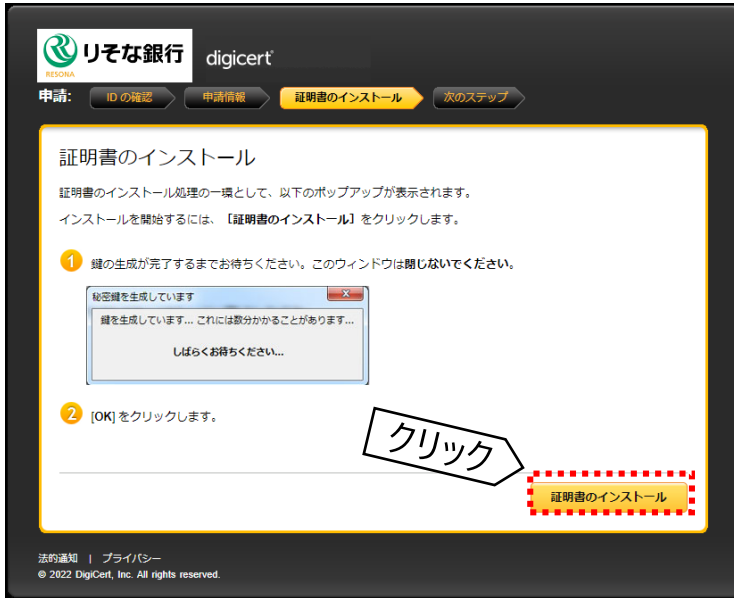 りそな銀行
RESONA
digicert
申請:
IDの確認
申請情報
証明書のインストール
次のステップ
証明書のインストール
証明書のインストール処理の一環として、以下のポップアップが表示されます。
インストールを開始するには、［証明書のインストール］をクリックします。
1 鍵の生成が完了するまでお待ちください。このウィンドウは閉じないでください。
秘密鍵を生成しています
鍵を生成しています... これには数分かかることがあります...
しばらくお待ちください...
2 [OK] をクリックします。
クリック
証明書のインストール
法的通知 | プライバシー
© 2022 DigiCert, Inc. All rights reserved.